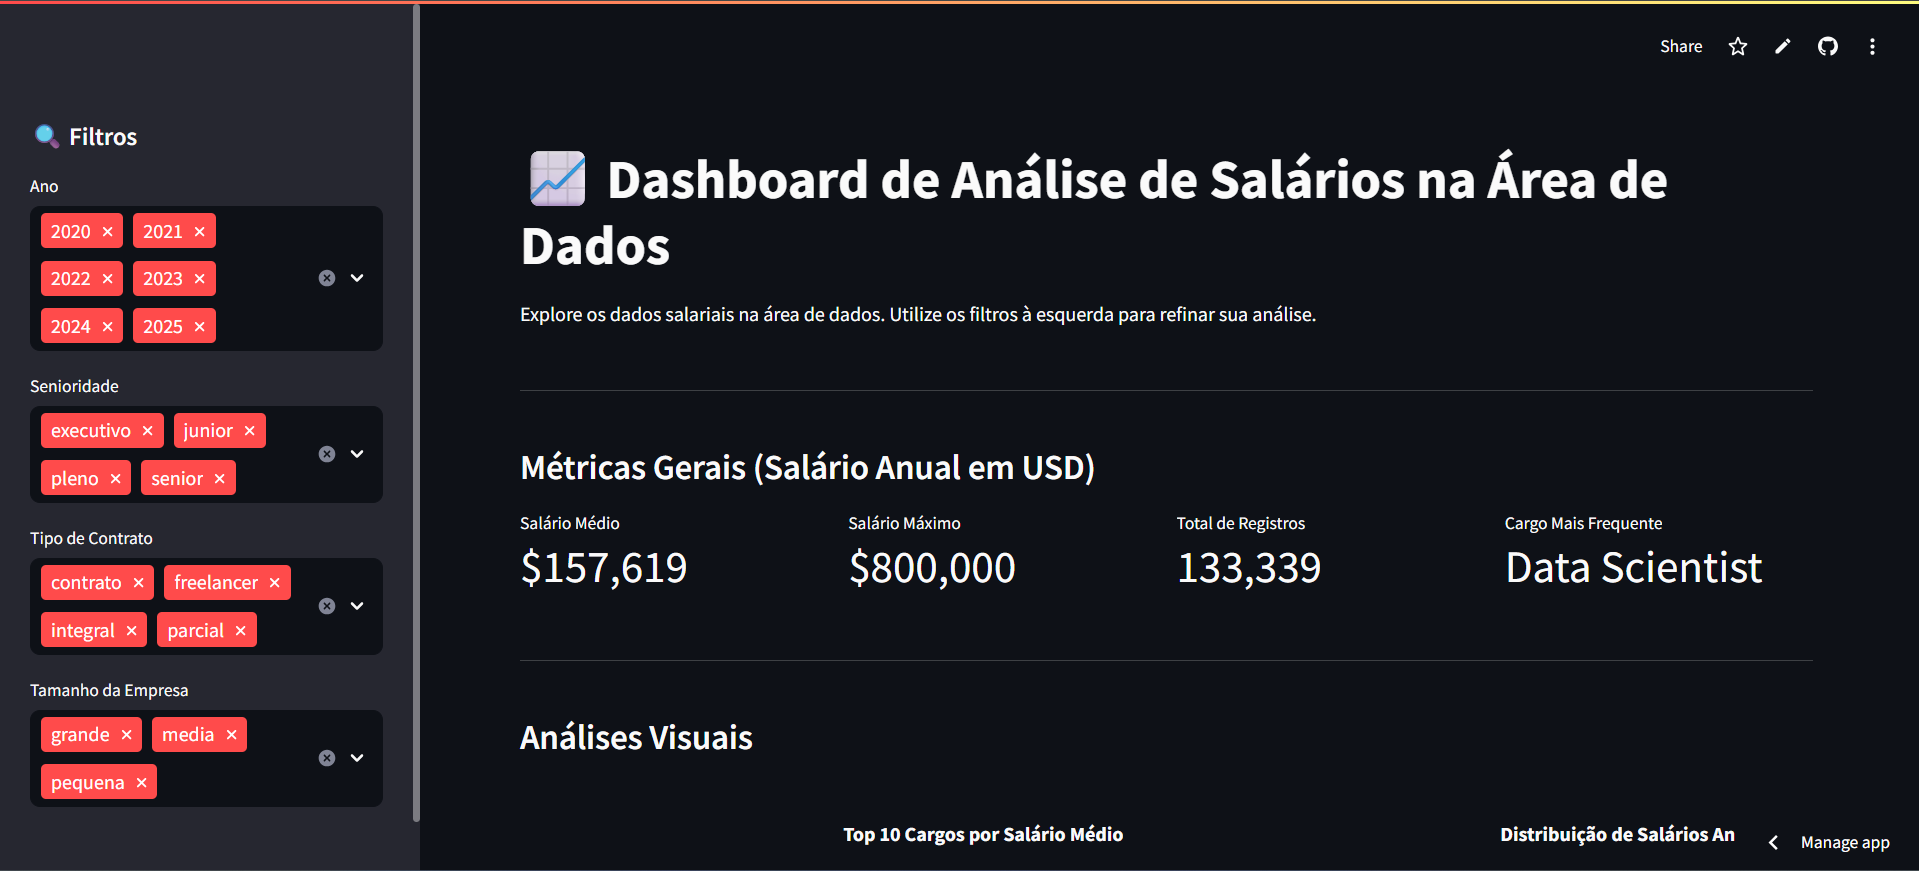 Share
Filtros
Ano
2020 2021
2022 2023
2024 2025
Senioridade
executivo junior
pleno senior
Tipo de Contrato
contrato freelancer
integral parcial
Tamanho da Empresa
grande media
pequena
Dashboard de Análise de Salários na Área de
Dados
Explore os dados salariais na área de dados. Utilize os filtros à esquerda para refinar sua análise.
Métricas Gerais (Salário Anual em USD)
Salário Médio
$157,619
Salário Máximo
$800,000
Total de Registros
133,339
Cargo Mais Frequente
Data Scientist
Análises Visuais
Top 10 Cargos por Salário Médio
Distribuição de Salários An
Manage app